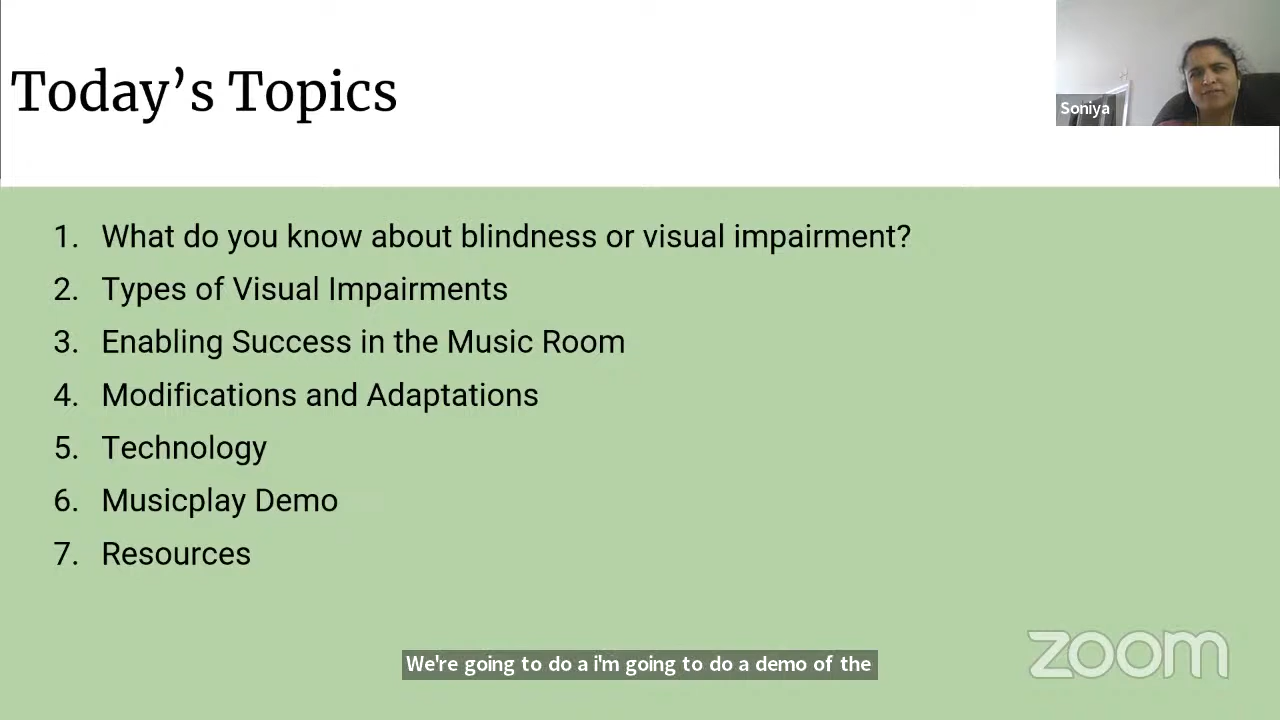 Today's Topics
Soniya
1. What do you know about blindness or visual impairment?
2. Types of Visual Impairments
3. Enabling Success in the Music Room
4. Modifications and Adaptations
5. Technology
6. Musicplay Demo
7. Resources
We're going to do a i'm going to do a demo of the
zoom